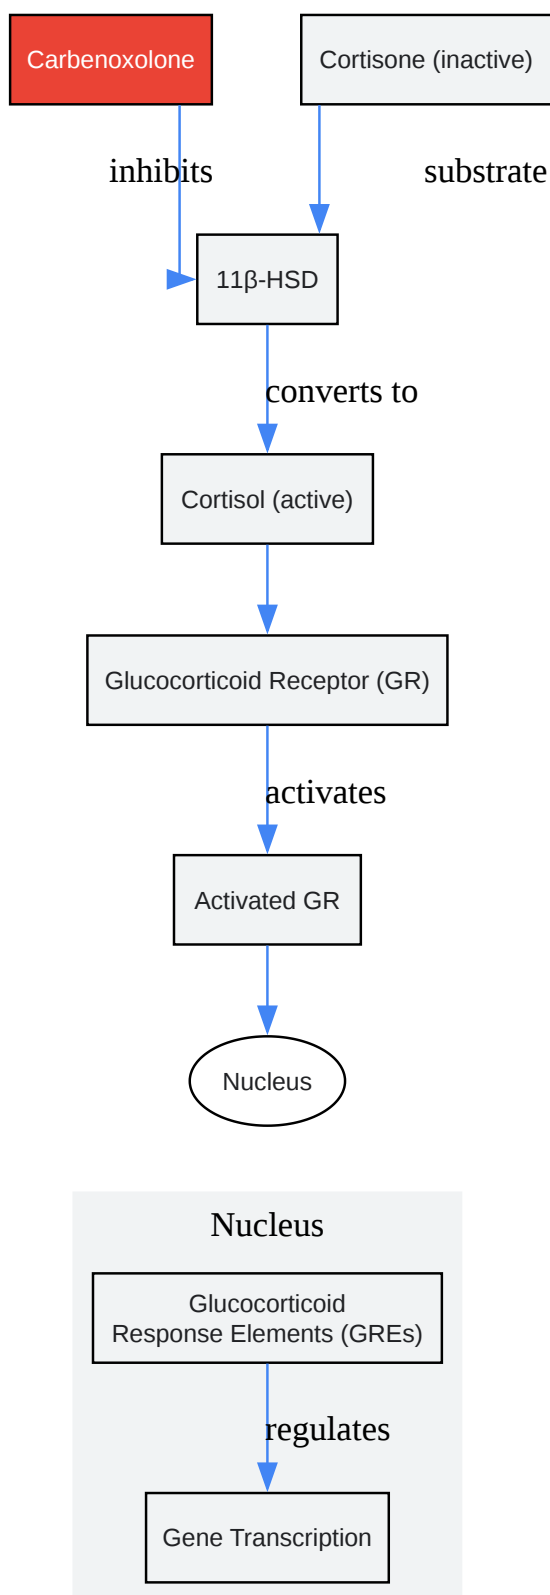 Carbenoxolone
Cortisone (inactive)
inhibits
substrate
11β-HSD
converts to
Cortisol (active)
Glucocorticoid Receptor (GR)
activates
Activated GR
Nucleus
Nucleus
Glucocorticoid
Response Elements (GREs)
regulates
Gene Transcription